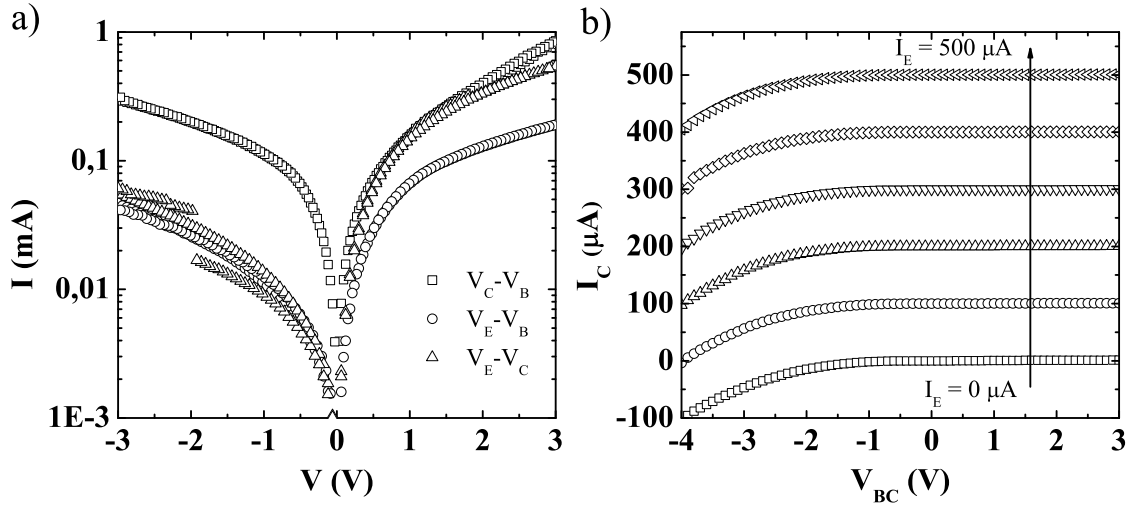 a)
1
0,1
0,01
1E-3
I (mA)
-3 -2 -1 0 1 2 3
V (V)
V_C-V_B
V_E-V_B
V_E-V_C
b)
500
400
300
200
100
0
-100
I_C (μA)
-4 -3 -2 -1 0 1 2 3
V_BC (V)
I_E = 500 μA
I_E = 0 μA